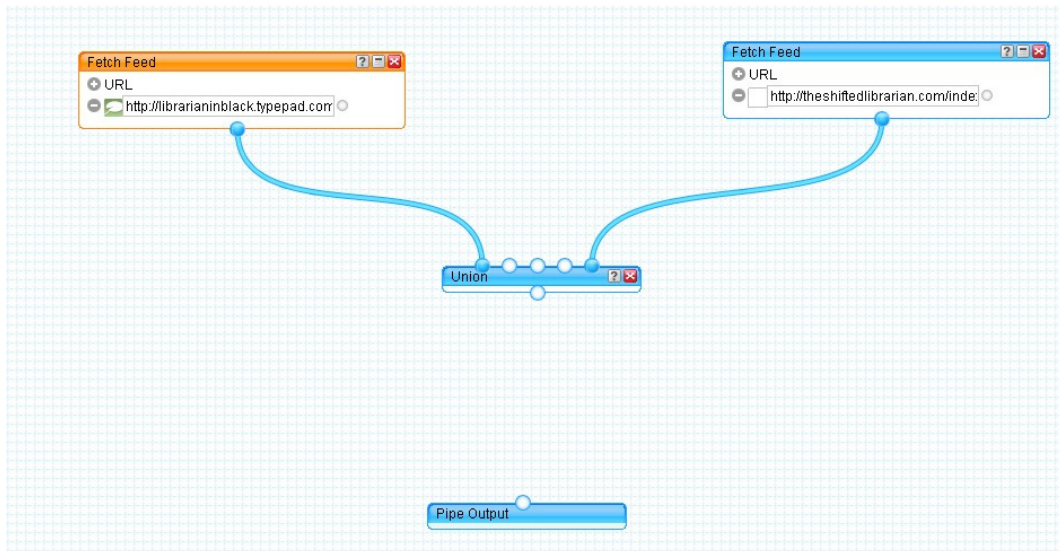 Fetch Feed
URL
http://librarianinblack.typepad.com
Fetch Feed
URL
http://theshiftedlibrarian.com/inde
Union
Pipe Output